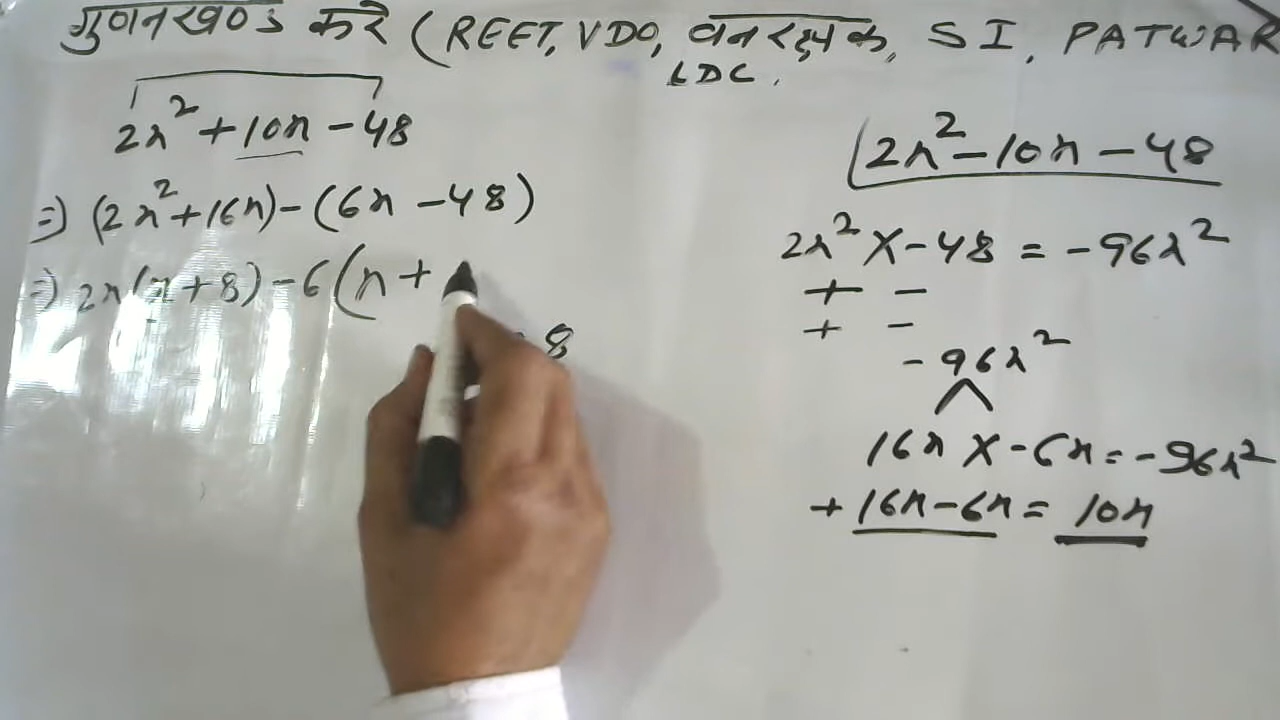 गुणनखण्ड करे (REET, VDO, वनरक्षक, SI, PATWAR
LDC.
2x² + 10x - 48
⇒ (2x² + 16x) - (6x - 48)
⇒ 2x(x + 8) - 6(x +
8
2x² - 10x - 48
2x² X - 48 = - 96x²
+ -
+ -
- 96x²
16x X - 6x = - 96x²
+ 16x - 6x = 10x